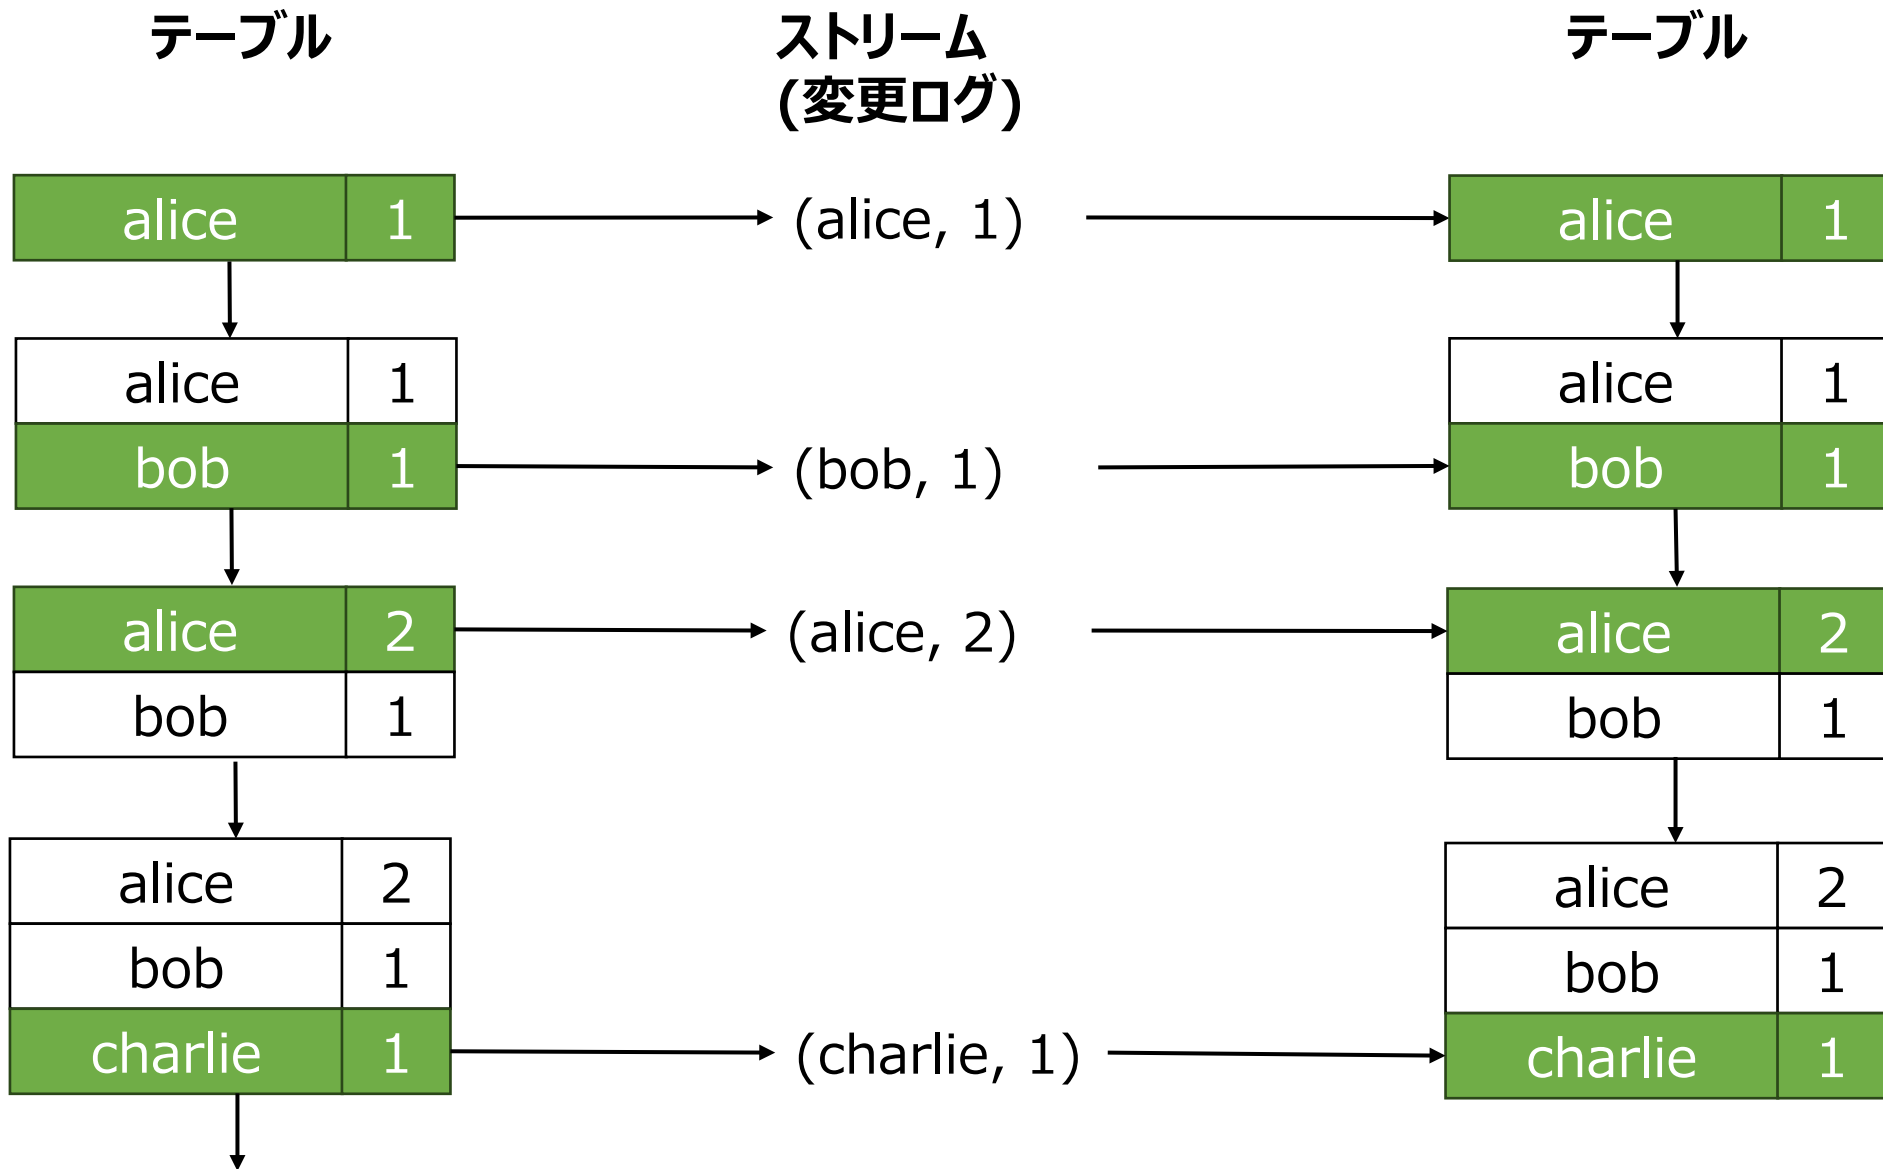 テーブル ストリーム テーブル
(変更ログ)
alice 1 (alice, 1) alice 1
alice 1 alice 1
bob 1 (bob, 1) bob 1
alice 2 (alice, 2) alice 2
bob 1 bob 1
alice 2 alice 2
bob 1 bob 1
charlie 1 (charlie, 1) charlie 1